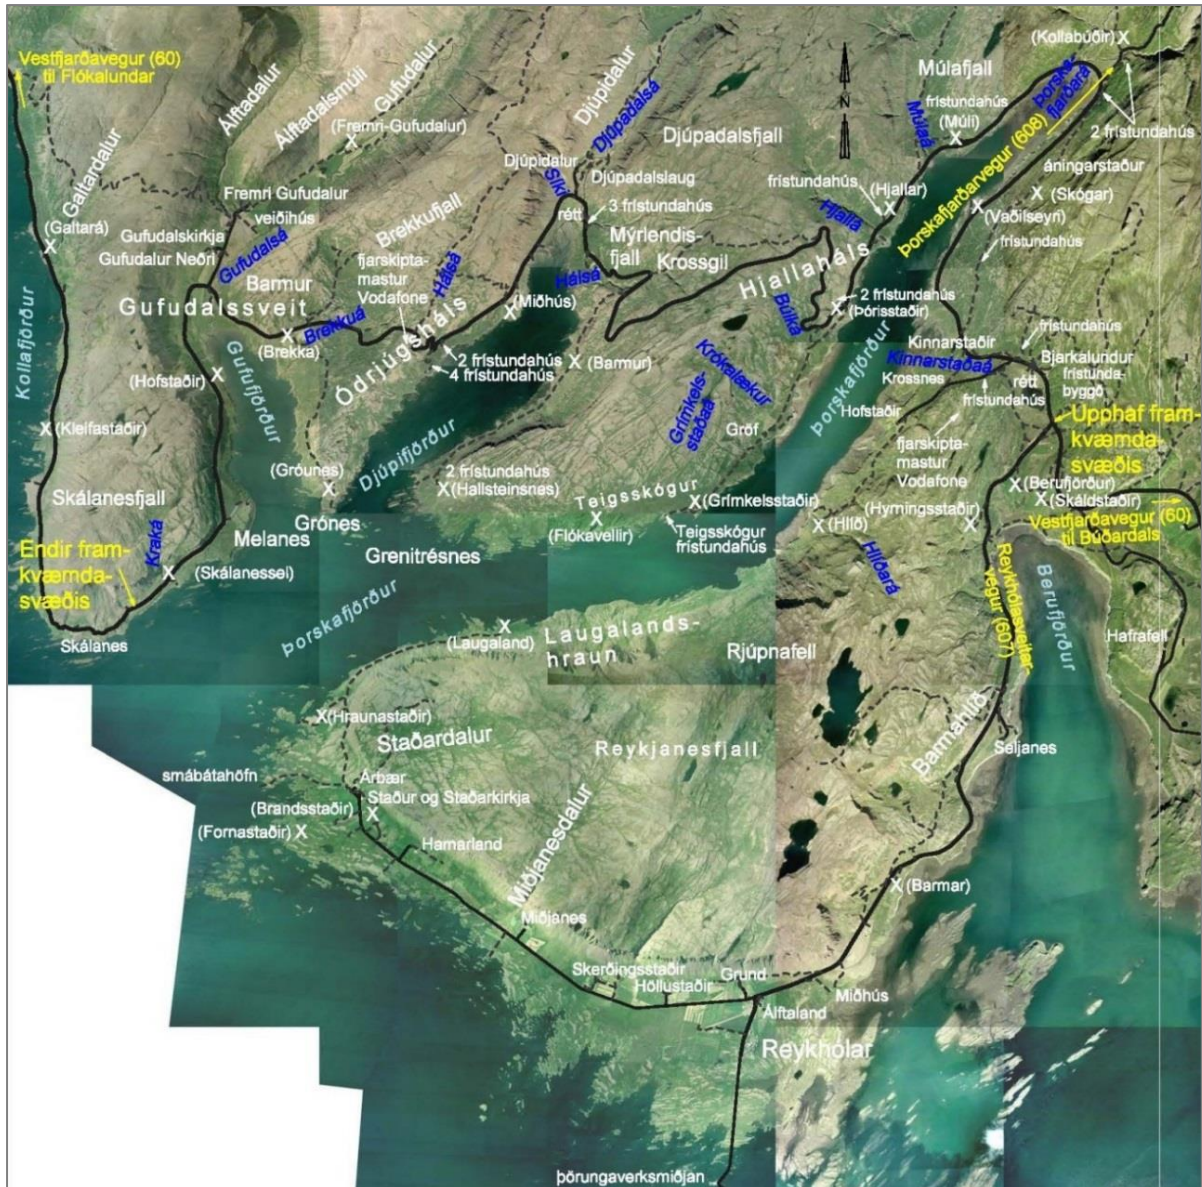 Vestfjarðavegur (60)
til Flókalundar
Álftadalur
Álftadalsmúli
Gufudalur
(Fremri-Gufudalur)
Djúpidalur
Djúpadalsá
Múlafjall
(Kollabúðir)
Þorska-
fjarðará
frístundahús
(Múli)
Múlaá
N
Galtardalur
(Galtará)
Fremri Gufudalur
veiðihús
Gufudalskirkja
Gufudalur Neðri
Gufudalsá
Brekkufjall
Djúpidalur
Síki
Djúpadalslaug
Djúpadalsfjall
rétt
3 frístundahús
Mýrlendis-
fjall
Krossgil
Hjalla
frístundahús
(Hjallar)
Þorskafjarðarvegur (608)
2 frístundahús
áningarstaður
(Skógar)
(Vaðilseyri)
frístundahús
Gufudalssveit
Barmur
fjarskipta-
mastur
Vodafone
Hálsá
Hálsá
(Miðhús)
Hjallaháls
Búlká
2 frístundahús
(Þórisstaðir)
Brekkuá
(Brekka)
Ódrjúgsháls
2 frístundahús
4 frístundahús
(Barmur)
Kollafjörður
(Hofstaðir)
Gufufjörður
Djúpifjörður
Krókalækur
Grímkels-
staðaá
Gröf
Þorskafjörður
Kinnarstaðir
Kinnarstaðaá
Krossnes
Hofstaðir
frístundahús
Bjarkalundur
frístunda-
byggð
rétt
frístundahús
Upphaf fram-
kvæmda-
svæðis
fjarskipta-
mastur
Vodafone
(Kleifastaðir)
(Gróunes)
2 frístundahús
(Hallsteinsnes)
Teigsskógur
(Grímkelsstaðir)
(Berufjörður)
(Skáldstaðir)
Vestfjarðavegur (60)
til Búðardals
Skálanesfjall
Kraká
Melanes
Grónes
Grenitrésnes
(Flókavellir)
Teigsskógur
frístundahús
(Hlíð)
(Hyrningsstaðir)
Hlíðará
Endir fram-
kvæmda-
svæðis
(Skálanessel)
Skálanes
Þorskafjörður
(Laugaland)
Laugalands-
hraun
Rjúpnafell
Reykhólasveitar-
vegur (607)
Berufjörður
Hafrafell
(Hraunastaðir)
Staðardalur
Reykjanesfjall
Barmahlíð
Seljanes
smábátahöfn
Árbær
Staður og Staðarkirkja
(Brandsstaðir)
(Fornastaðir)
Hamarland
Miðjanesdalur
Miðjanes
(Barmar)
Skerðingsstaðir
Höllustaðir
Grund
Miðhús
Álftaland
Reykhólar
þörungaverksmiðjan